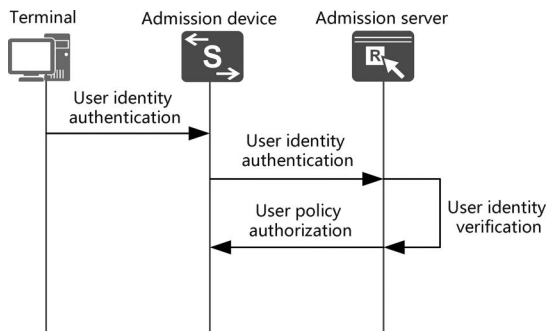 Terminal
Admission device
Admission server
S
R
User identity
authentication
User identity
authentication
User identity
verification
User policy
authorization